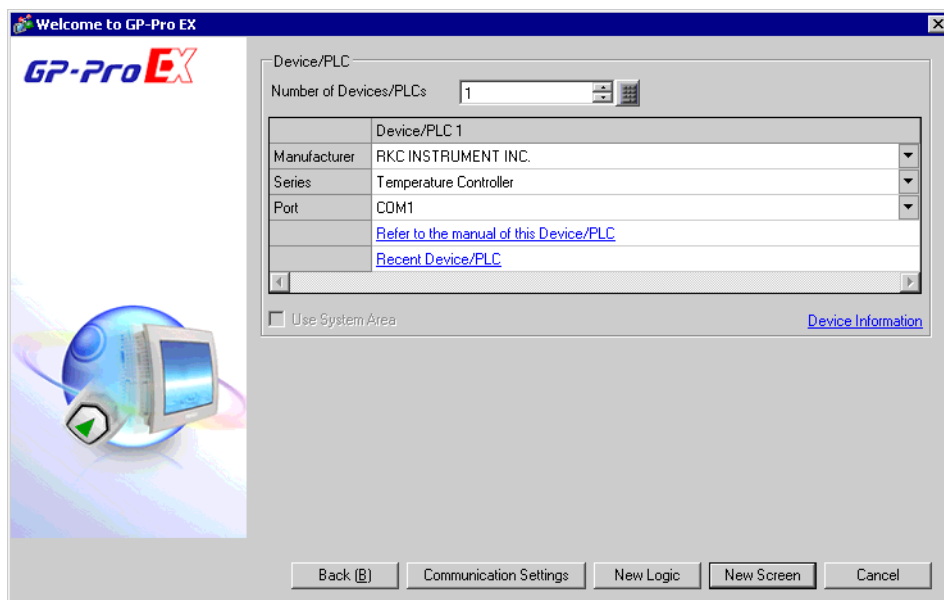 Welcome to GP-Pro EX
GP-Pro EX
Device/PLC
Number of Devices/PLCs 1
Device/PLC 1
Manufacturer RKC INSTRUMENT INC.
Series Temperature Controller
Port COM1
Refer to the manual of this Device/PLC
Recent Device/PLC
Use System Area Device Information
Back (B) Communication Settings New Logic New Screen Cancel